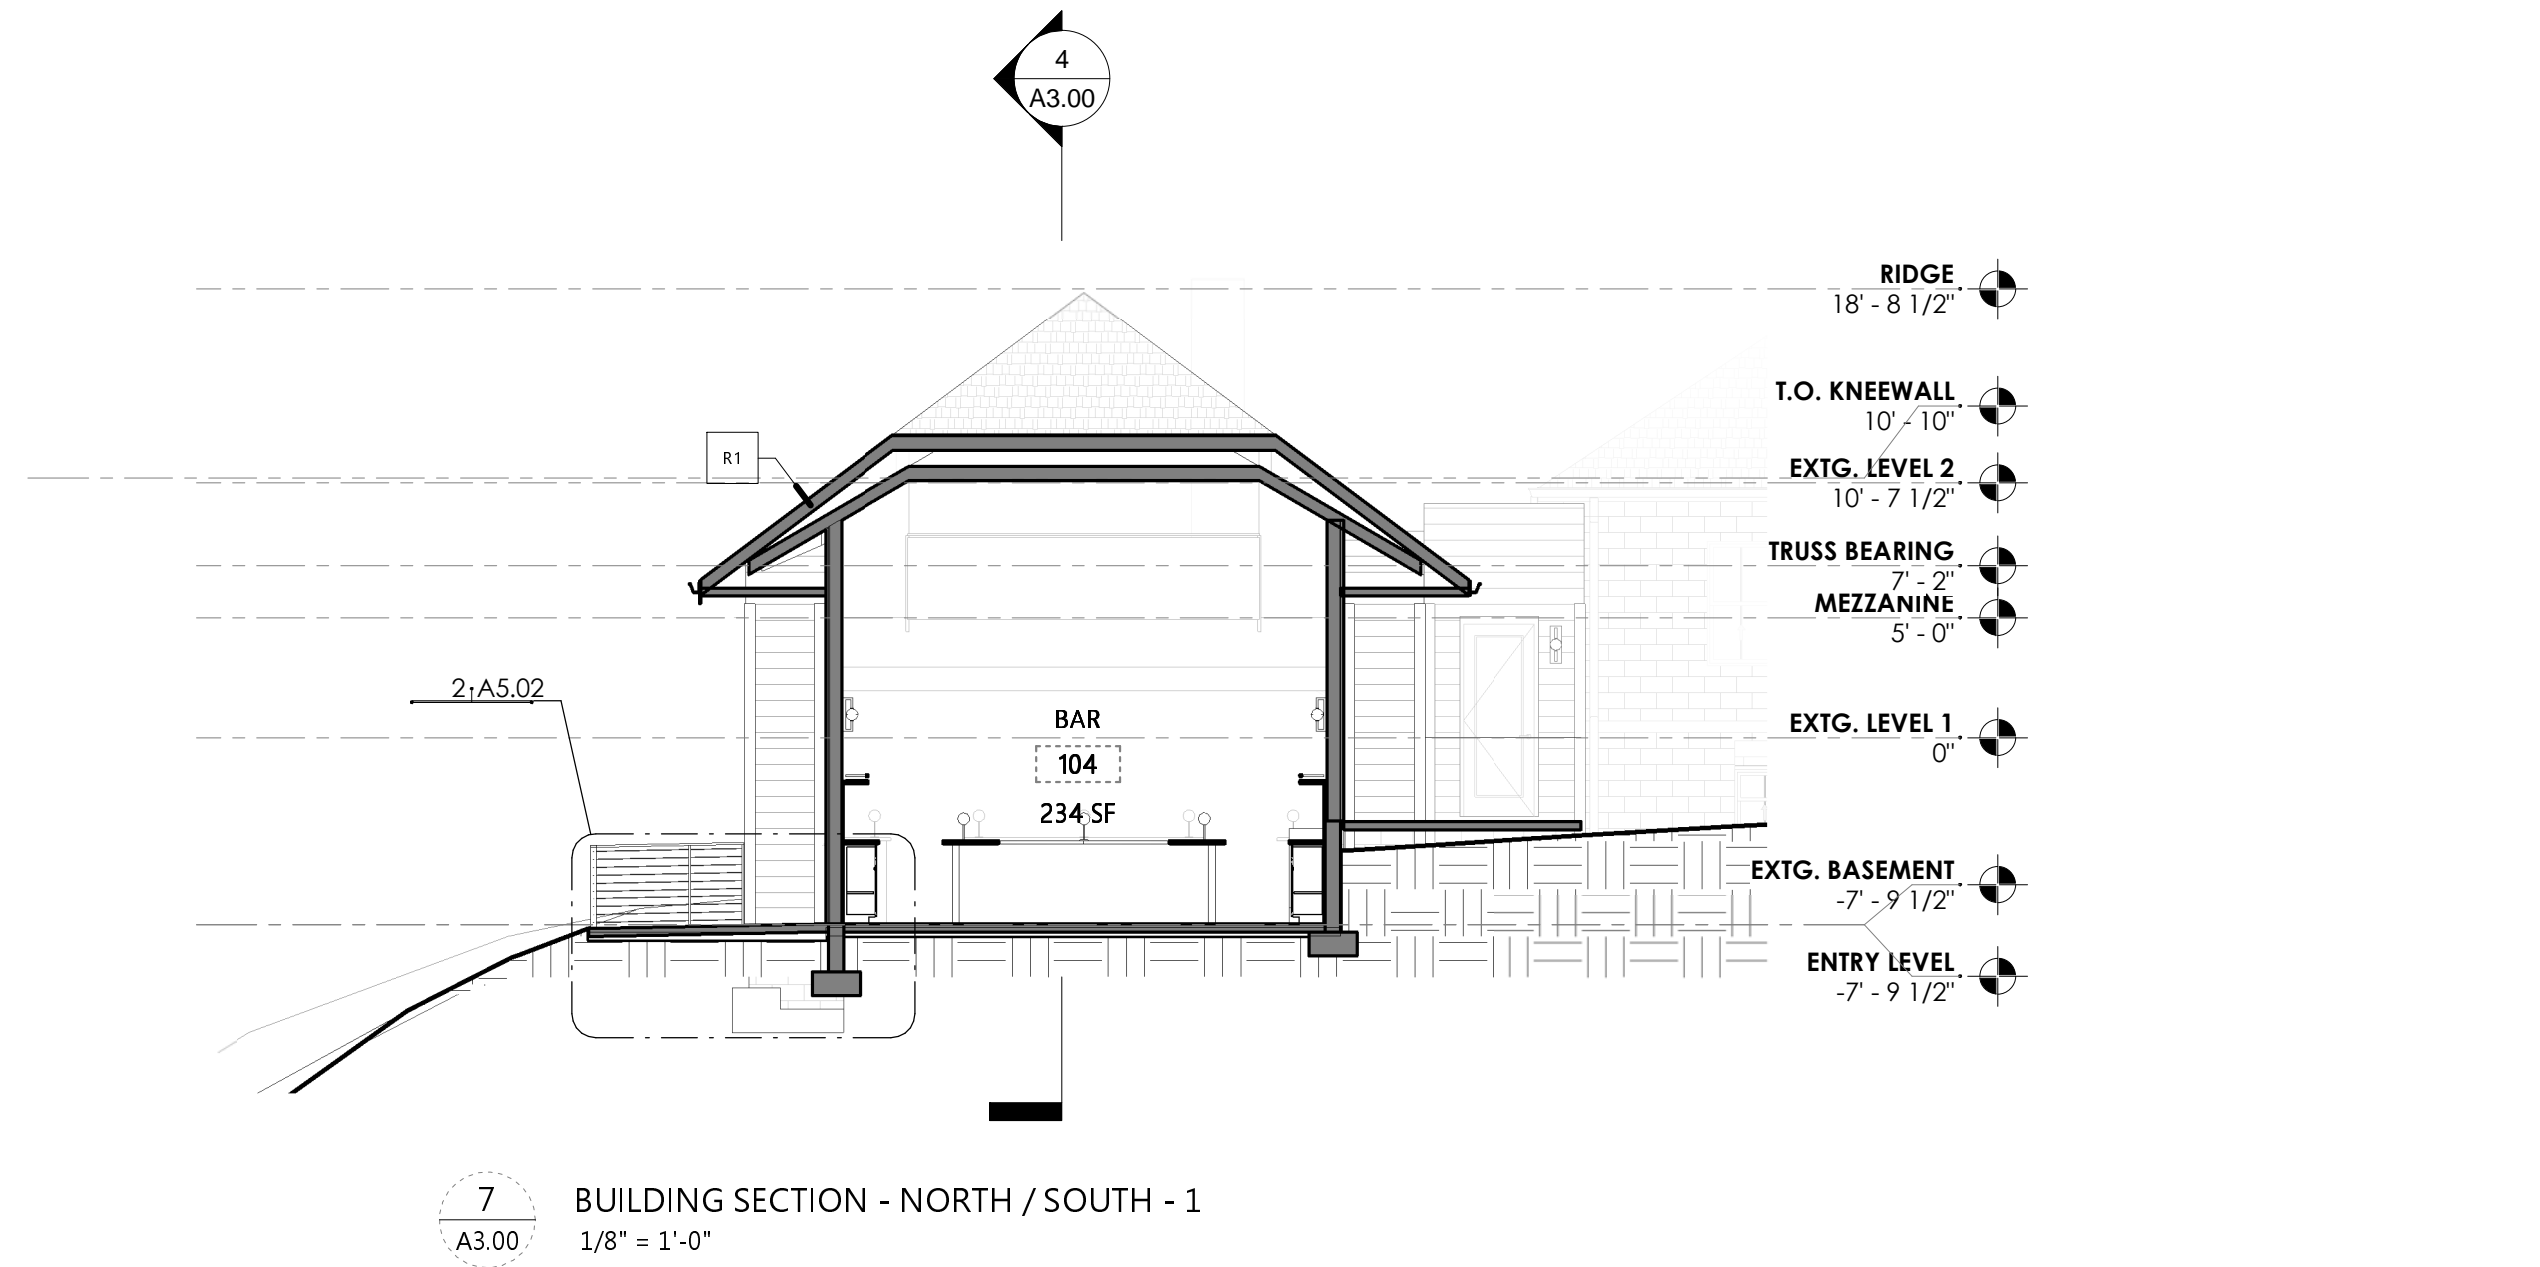 4
A3.00
RIDGE
18' - 8 1/2"
T.O. KNEEWALL
10' - 10"
R1
EXTG. LEVEL 2
10' - 7 1/2"
TRUSS BEARING
7' - 2"
MEZZANINE
5' - 0"
2 A5.02
BAR
104
234 SF
EXTG. LEVEL 1
0"
EXTG. BASEMENT
-7' - 9 1/2"
ENTRY LEVEL
-7' - 9 1/2"
7
A3.00
BUILDING SECTION - NORTH / SOUTH - 1
1/8" = 1'-0"